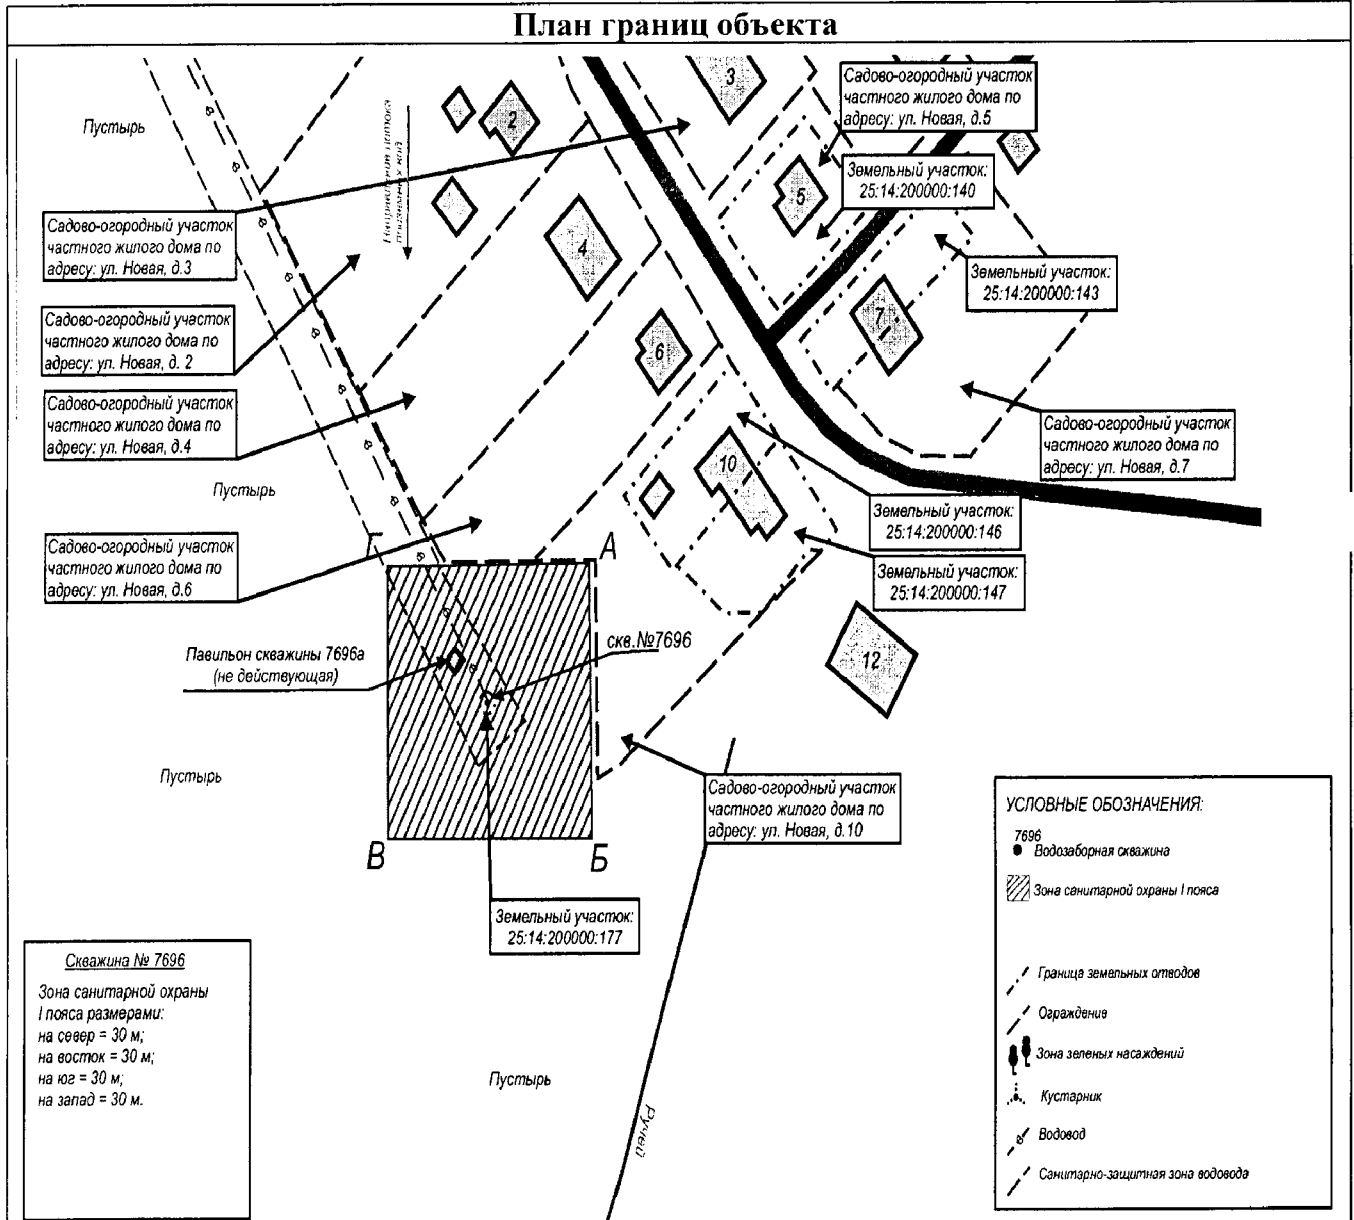 План границ объекта
Пустырь
2
3
Садово-огородный участок
частного жилого дома по
адресу: ул. Новая, д.5
Земельный участок:
25:14:200000:140
5
Направление потока
подземных вод
Садово-огородный участок
частного жилого дома по
адресу: ул. Новая, д.3
4
Земельный участок:
25:14:200000:143
Садово-огородный участок
частного жилого дома по
адресу: ул. Новая, д. 2
7
6
Садово-огородный участок
частного жилого дома по
адресу: ул. Новая, д.4
Садово-огородный участок
частного жилого дома по
адресу: ул. Новая, д.7
10
Пустырь
Земельный участок:
25:14:200000:146
Садово-огородный участок
частного жилого дома по
адресу: ул. Новая, д.6
Г
А
Земельный участок:
25:14:200000:147
Павильон скважины 7696а
(не действующая)
скв.№7696
12
Пустырь
Садово-огородный участок
частного жилого дома по
адресу: ул. Новая, д.10
В
Б
Земельный участок:
25:14:200000:177
УСЛОВНЫЕ ОБОЗНАЧЕНИЯ:
7696
Водозаборная скважина
Зона санитарной охраны I пояса
Граница земельных отводов
Ограждение
Зона зеленых насаждений
Кустарник
Водовод
Санитарно-защитная зона водовода
Скважина № 7696
Зона санитарной охраны
I пояса размерами:
на север = 30 м;
на восток = 30 м;
на юг = 30 м;
на запад = 30 м.
Пустырь
Ручей